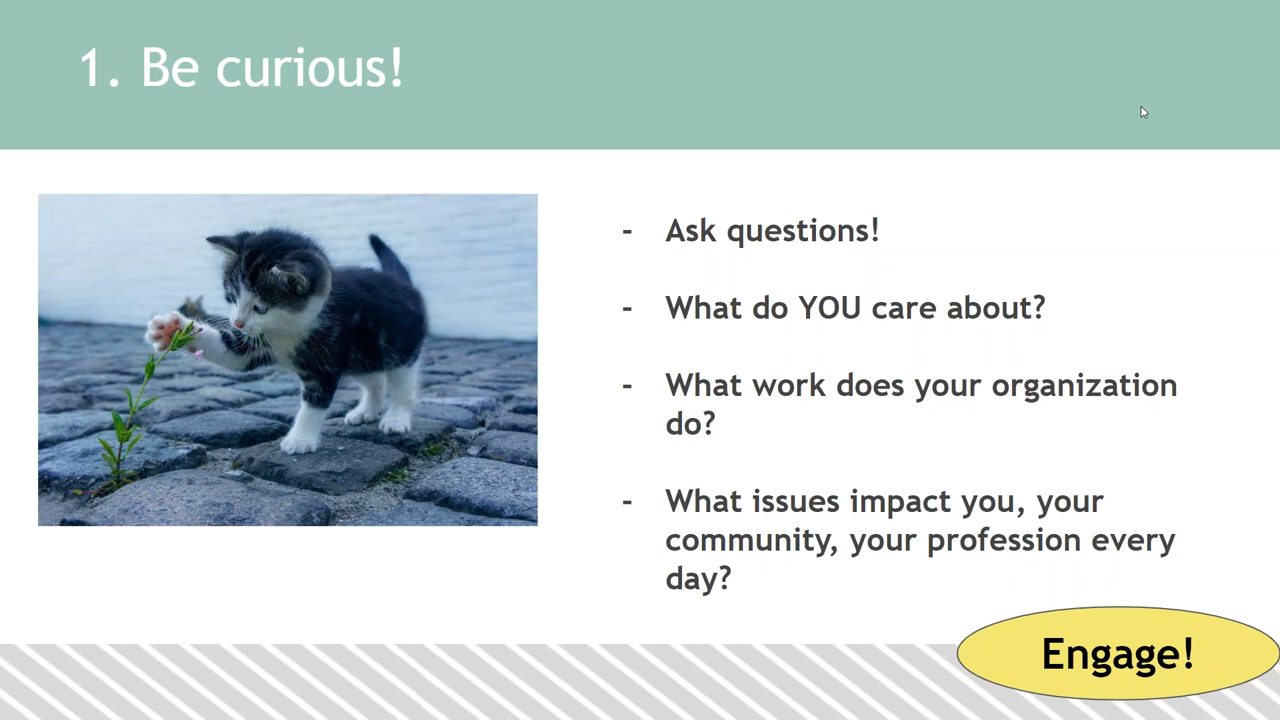 1. Be curious!
- Ask questions!
- What do YOU care about?
- What work does your organization
do?
- What issues impact you, your
community, your profession every
day?
Engage!